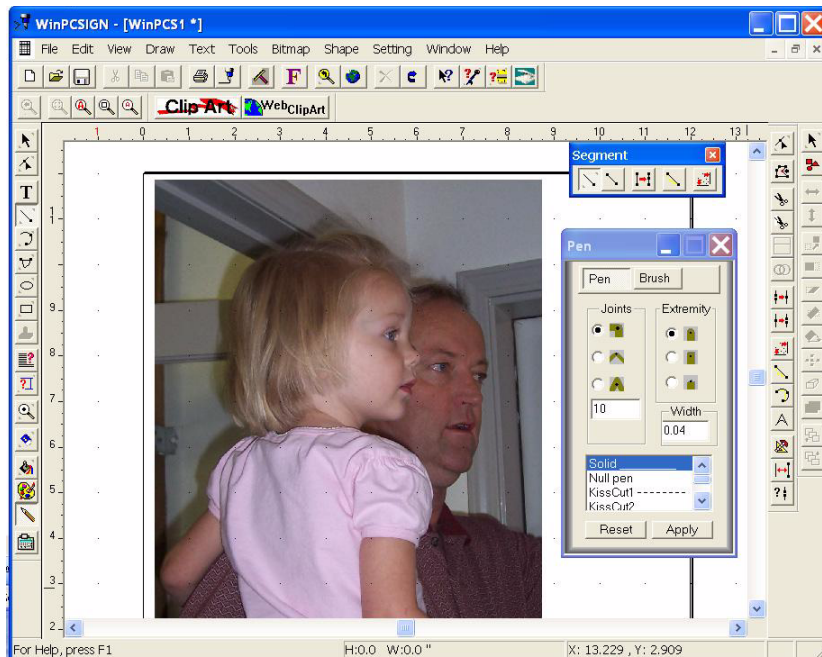 WinPCSIGN - [WinPCS1 *]
File Edit View Draw Text Tools Bitmap Shape Setting Window Help
Clip Art WebClipArt
1 0 1 2 3 4 5 6 7 8 9 10 11 12 13
Segment
Pen
Pen Brush
Joints Extremity
10
Width
0.04
Solid
Null pen
KissCut1 - - - - - - - -
KissCut2
Reset Apply
9
8
7
6
5
4
3
2
For Help, press F1 H:0.0 W:0.0 " X: 13.229 , Y: 2.909